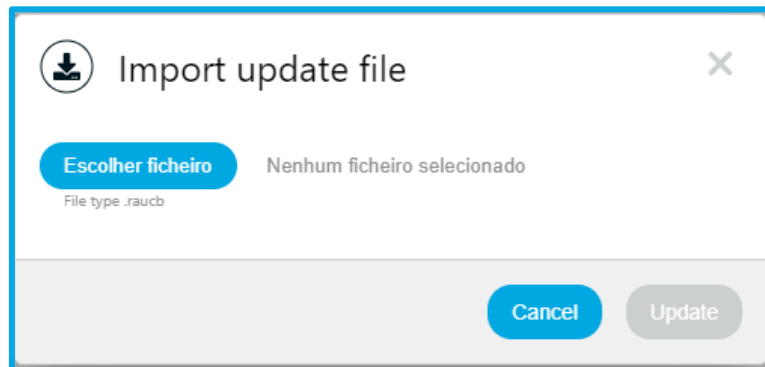 Import update file
Escolher ficheiro Nenhum ficheiro selecionado
File type .raucb
Cancel Update